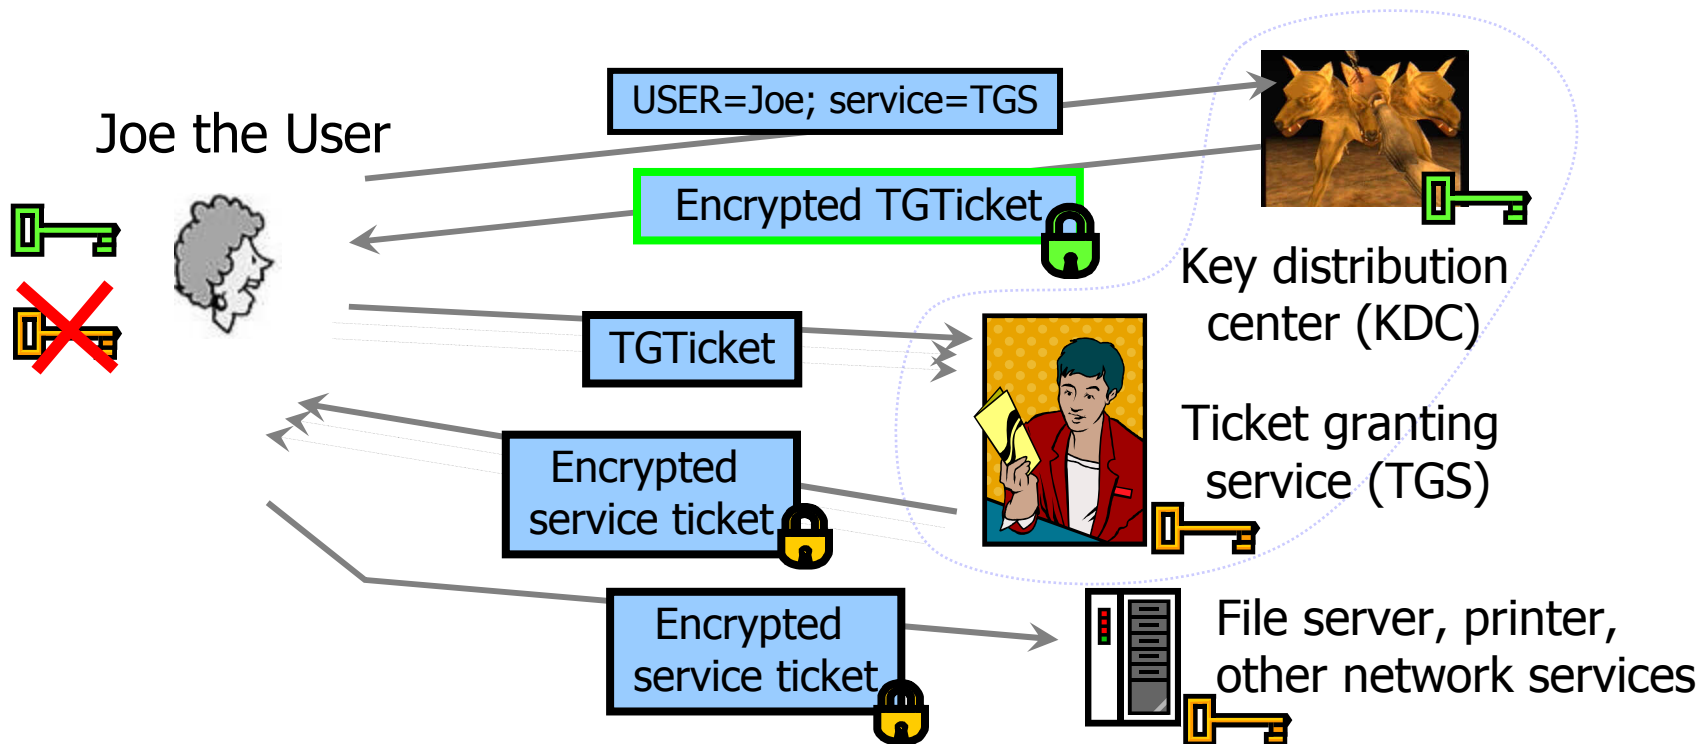 USER=Joe; service=TGS
Joe the User
Encrypted TGTicket
Key distribution
center (KDC)
TGTicket
Ticket granting
service (TGS)
Encrypted
service ticket
Encrypted
service ticket
File server, printer,
other network services